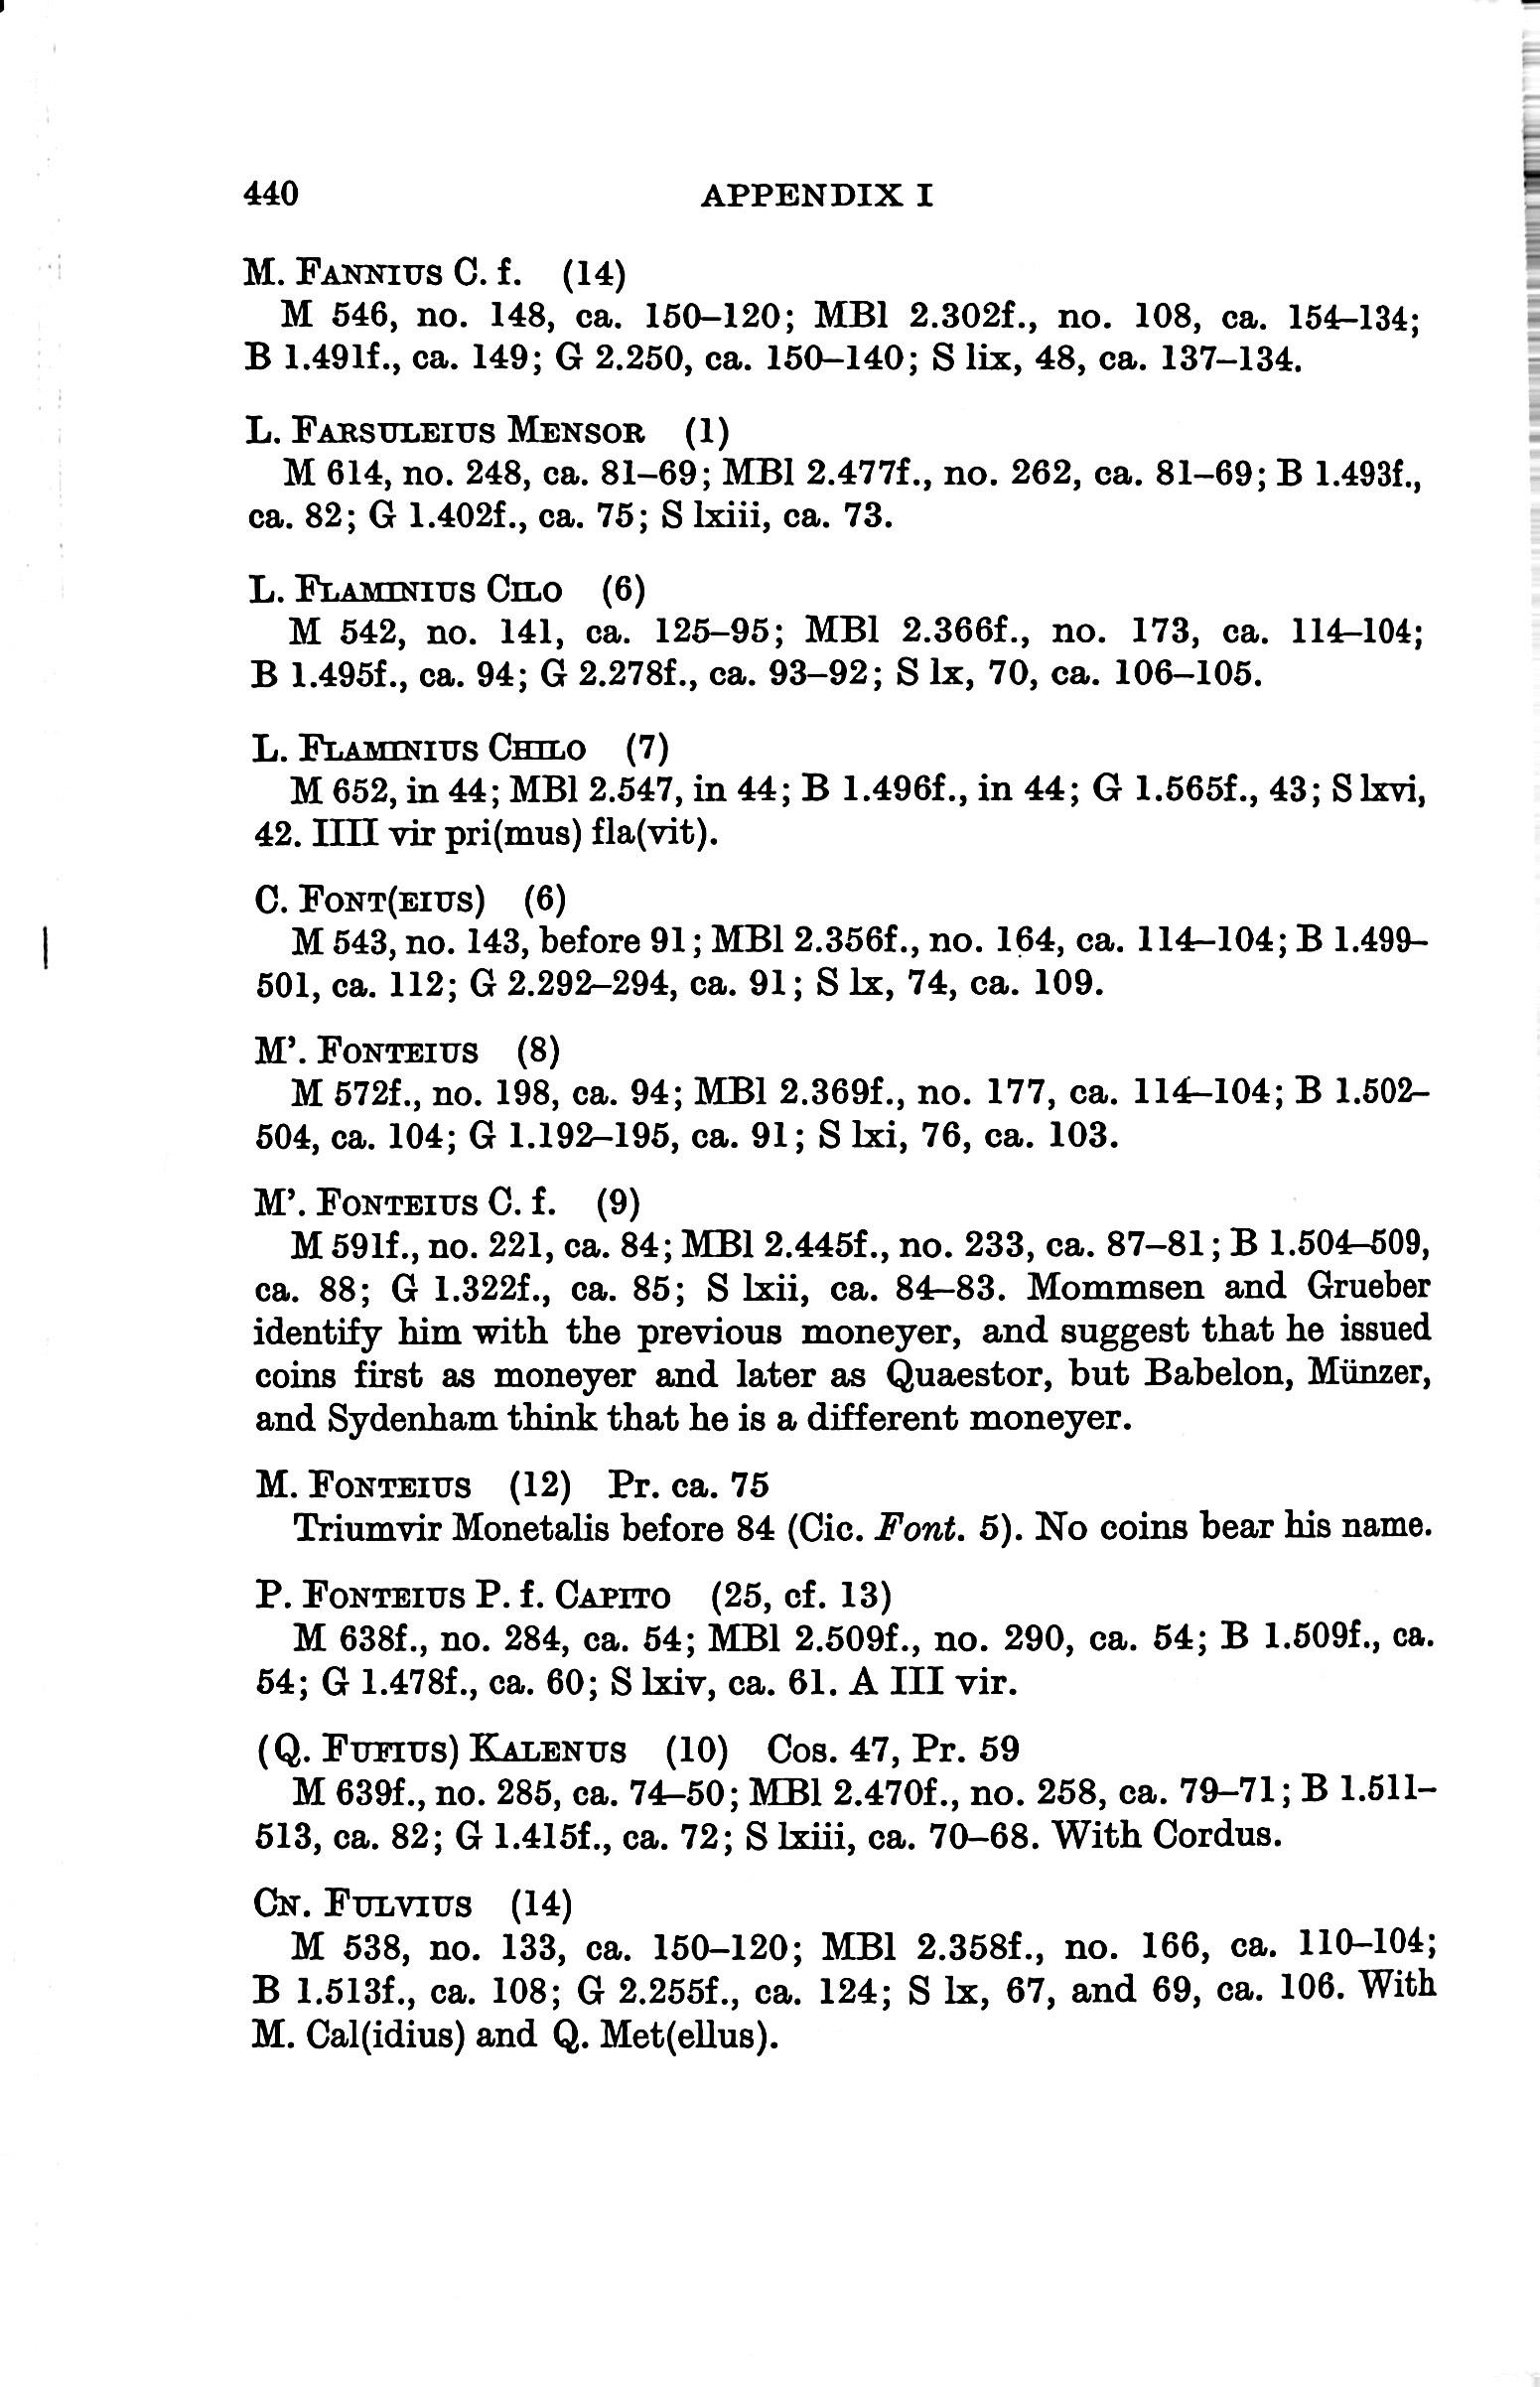 440 APPENDIX I
M. FANNIUS C. f. (14)
M 546, no. 148, ca. 150–120; MBl 2.302f., no. 108, ca. 154–134;
B 1.491f., ca. 149; G 2.250, ca. 150–140; S lix, 48, ca. 137–134.
L. FARSULEIUS MENSOR (1)
M 614, no. 248, ca. 81–69; MBl 2.477f., no. 262, ca. 81–69; B 1.493f.,
ca. 82; G 1.402f., ca. 75; S lxiii, ca. 73.
L. FLAMINIUS CILO (6)
M 542, no. 141, ca. 125–95; MBl 2.366f., no. 173, ca. 114–104;
B 1.495f., ca. 94; G 2.278f., ca. 93–92; S lx, 70, ca. 106–105.
L. FLAMINIUS CHILO (7)
M 652, in 44; MBl 2.547, in 44; B 1.496f., in 44; G 1.565f., 43; S lxvi,
42. IIII vir pri(mus) fla(vit).
C. FONT(EIUS) (6)
M 543, no. 143, before 91; MBl 2.356f., no. 164, ca. 114–104; B 1.499–
501, ca. 112; G 2.292–294, ca. 91; S lx, 74, ca. 109.
M’. FONTEIUS (8)
M 572f., no. 198, ca. 94; MBl 2.369f., no. 177, ca. 114–104; B 1.502–
504, ca. 104; G 1.192–195, ca. 91; S lxi, 76, ca. 103.
M’. FONTEIUS C. f. (9)
M 591f., no. 221, ca. 84; MBl 2.445f., no. 233, ca. 87–81; B 1.504–509,
ca. 88; G 1.322f., ca. 85; S lxii, ca. 84–83. Mommsen and Grueber
identify him with the previous moneyer, and suggest that he issued
coins first as moneyer and later as Quaestor, but Babelon, Münzer,
and Sydenham think that he is a different moneyer.
M. FONTEIUS (12) Pr. ca. 75
Triumvir Monetalis before 84 (Cic. Font. 5). No coins bear his name.
P. FONTEIUS P. f. CAPITO (25, cf. 13)
M 638f., no. 284, ca. 54; MBl 2.509f., no. 290, ca. 54; B 1.509f., ca.
54; G 1.478f., ca. 60; S lxiv, ca. 61. A III vir.
(Q. FUFIUS) KALENUS (10) Cos. 47, Pr. 59
M 639f., no. 285, ca. 74–50; MBl 2.470f., no. 258, ca. 79–71; B 1.511–
513, ca. 82; G 1.415f., ca. 72; S lxiii, ca. 70–68. With Cordus.
CN. FULVIUS (14)
M 538, no. 133, ca. 150–120; MBl 2.358f., no. 166, ca. 110–104;
B 1.513f., ca. 108; G 2.255f., ca. 124; S lx, 67, and 69, ca. 106. With
M. Cal(idius) and Q. Met(ellus).